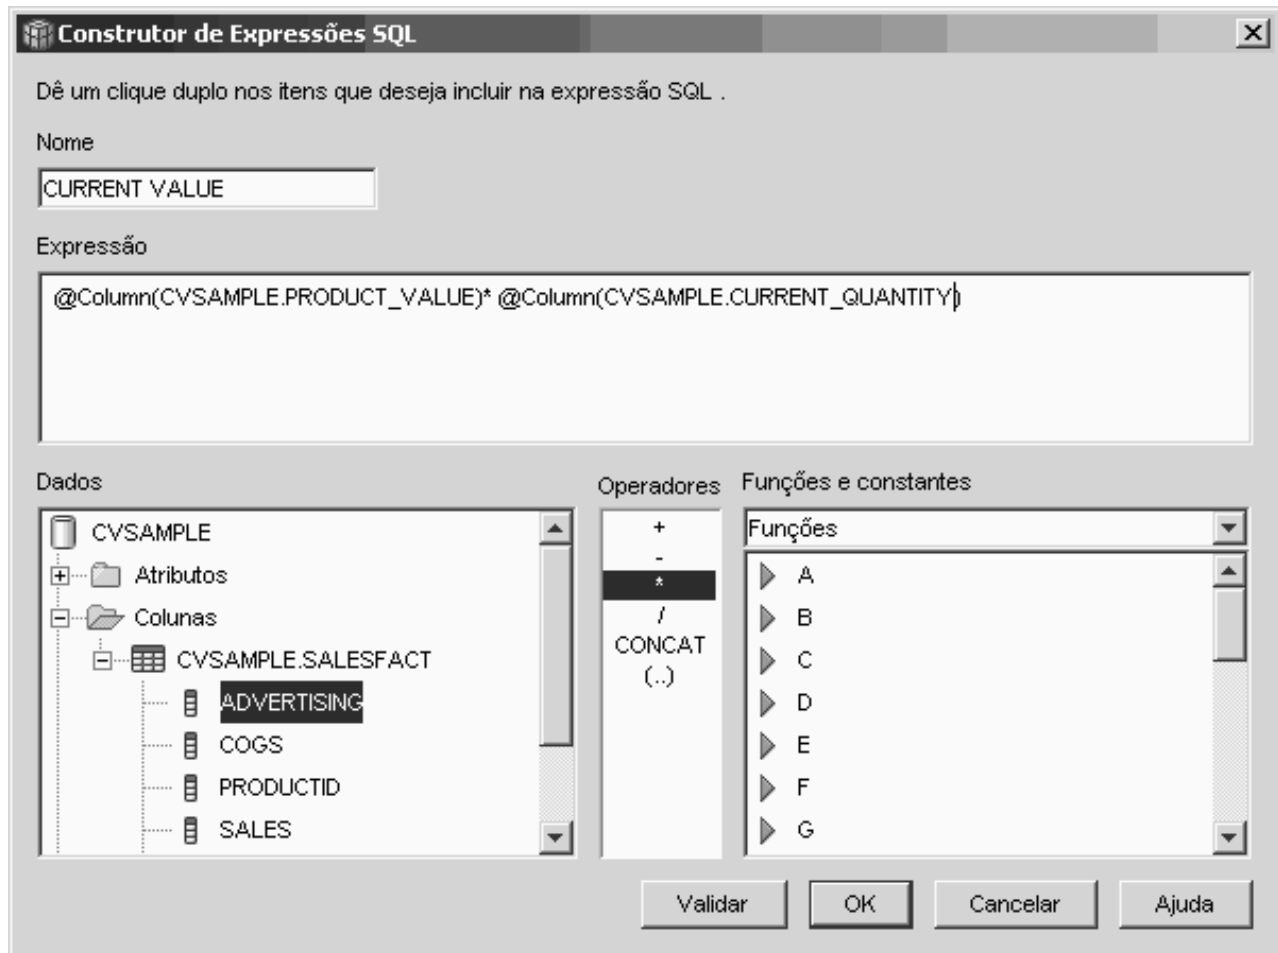 Construtor de Expressões SQL
Dê um clique duplo nos itens que deseja incluir na expressão SQL .
Nome
CURRENT VALUE
Expressão
@Column(CVSAMPLE.PRODUCT_VALUE)* @Column(CVSAMPLE.CURRENT_QUANTITY)
Dados
CVSAMPLE
Atributos
Colunas
CVSAMPLE.SALESFACT
ADVERTISING
COGS
PRODUCTID
SALES
Operadores
+
-
*
/
CONCAT
(..)
Funções e constantes
Funções
A
B
C
D
E
F
G
Validar
OK
Cancelar
Ajuda